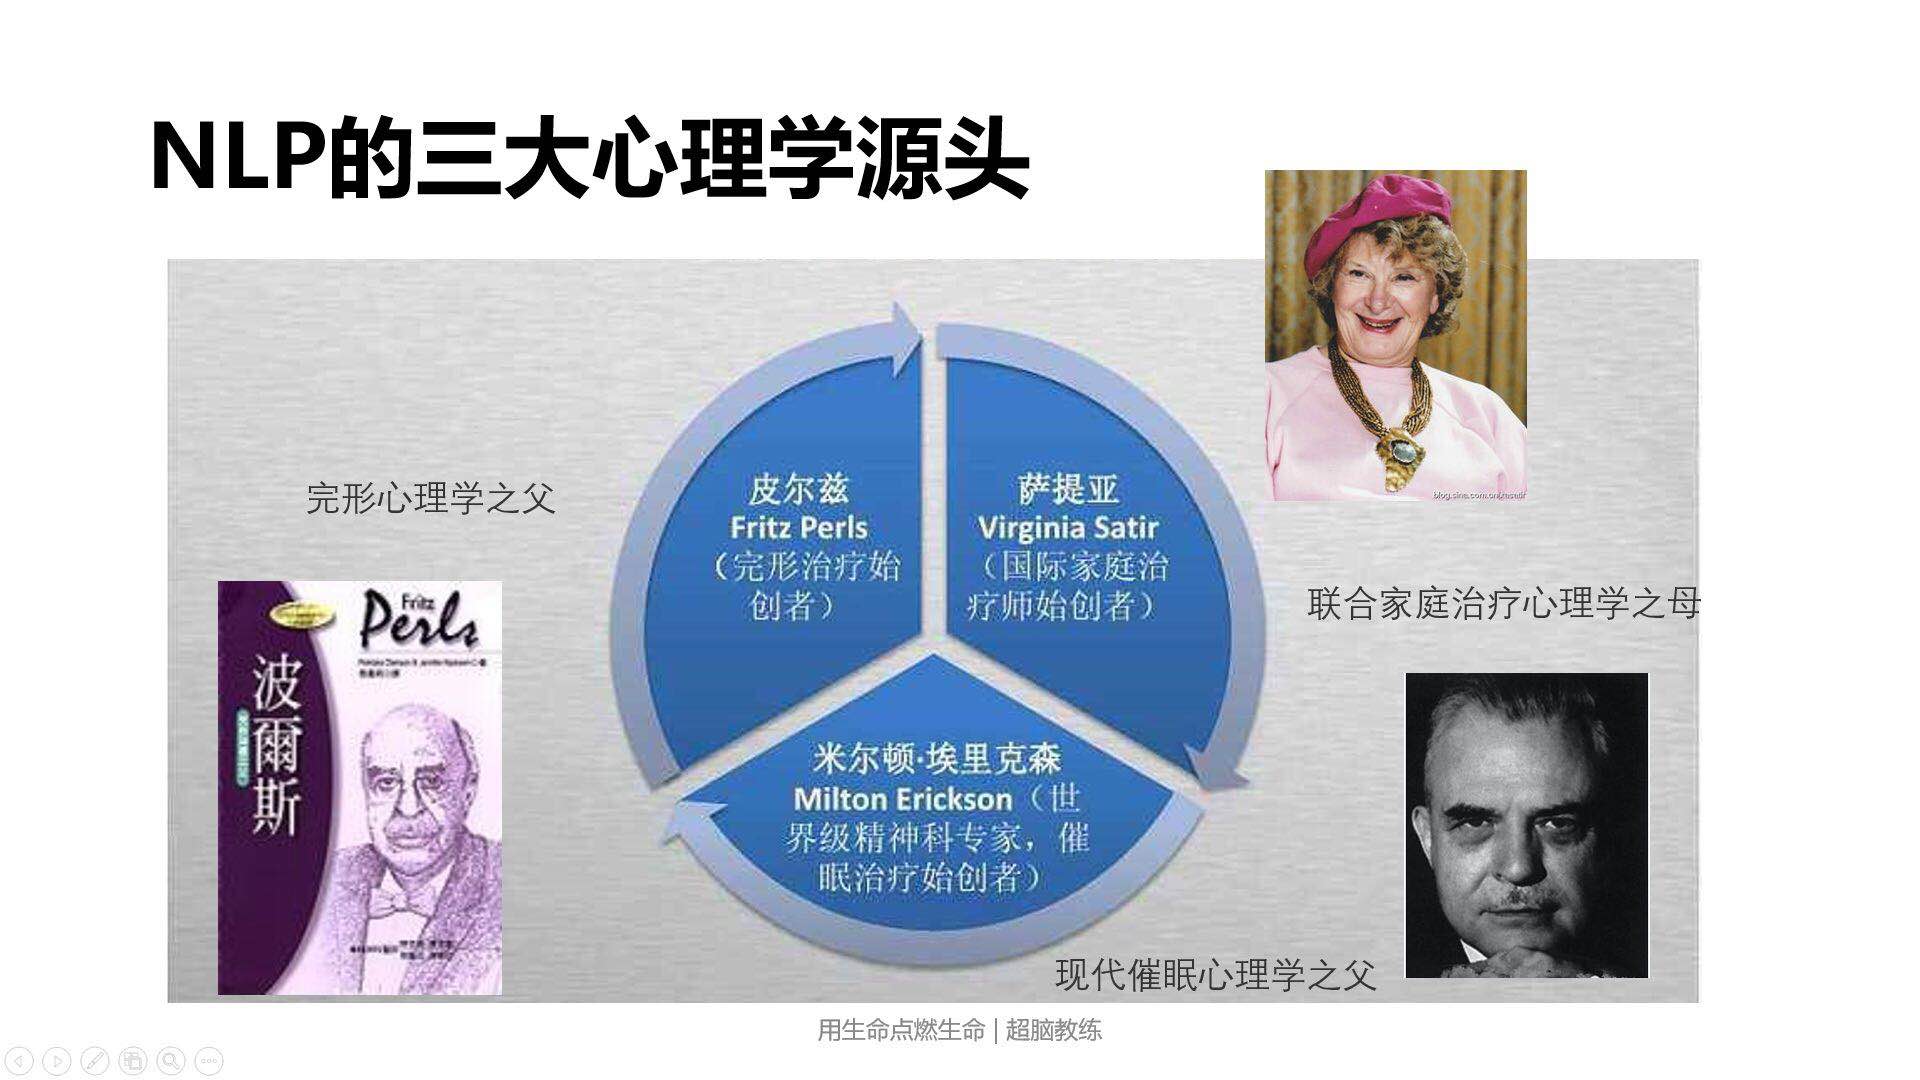 NLP的三大心理学源头
完形心理学之父
皮尔兹
Fritz Perls
（完形治疗始
创者）
萨提亚
Virginia Satir
（国际家庭治
疗师始创者）
米尔顿·埃里克森
Milton Erickson（世
界级精神科专家，催
眠治疗始创者）
联合家庭治疗心理学之母
现代催眠心理学之父
Fritz
Perls
波爾斯
用生命点燃生命 | 超脑教练